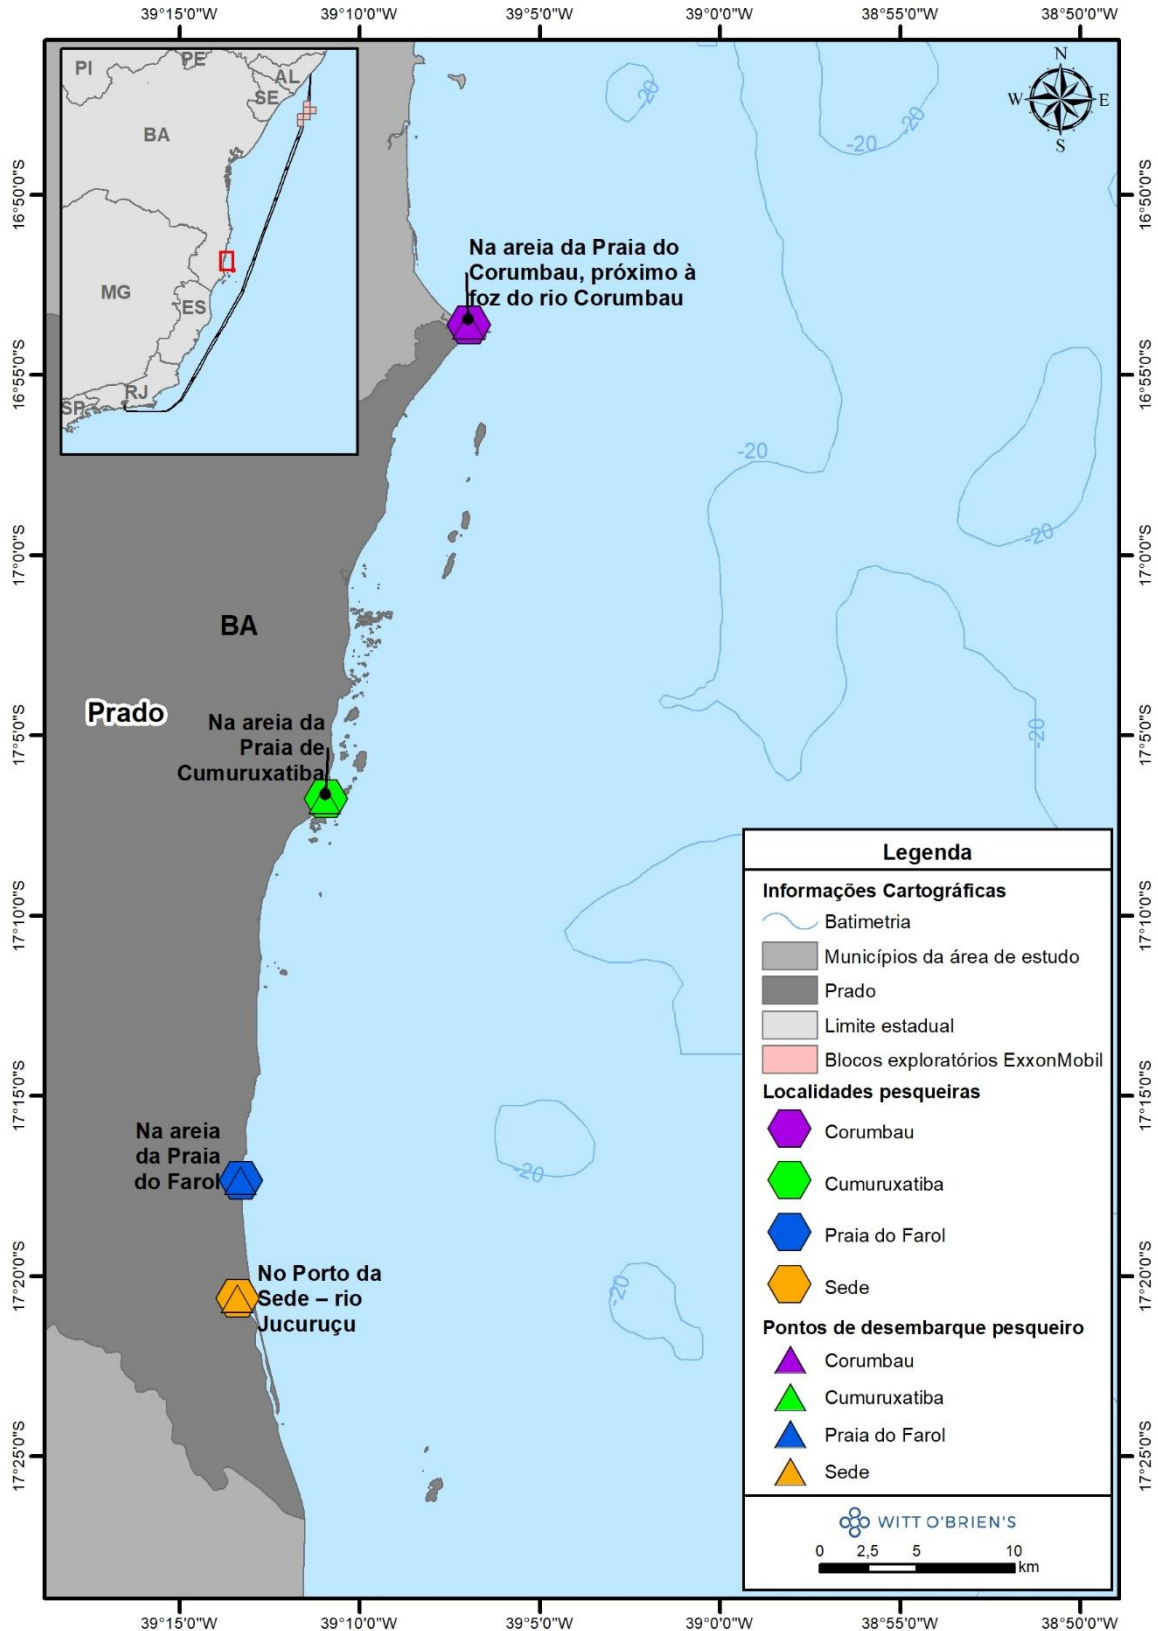 39°15'0"W
39°10'0"W
39°5'0"W
39°0'0"W
38°55'0"W
38°50'0"W
PI
PE
AL
SE
BA
MG
ES
RJ
SP
N
W
E
S
-20
-20
-20
16°50'0"S
16°50'0"S
Na areia da Praia do
Corumbau, próximo à
foz do rio Corumbau
16°55'0"S
16°55'0"S
-20
-20
17°0'0"S
17°0'0"S
BA
Prado
-20
17°5'0"S
17°5'0"S
Na areia da
Praia de
Cumuruxatiba
17°10'0"S
17°10'0"S
17°15'0"S
17°15'0"S
Na areia
da Praia
do Farol
-20
17°20'0"S
17°20'0"S
No Porto da
Sede – rio
Jucuruçu
-20
17°25'0"S
17°25'0"S
Legenda
Informações Cartográficas
Batimetria
Municípios da área de estudo
Prado
Limite estadual
Blocos exploratórios ExxonMobil
Localidades pesqueiras
Corumbau
Cumuruxatiba
Praia do Farol
Sede
Pontos de desembarque pesqueiro
Corumbau
Cumuruxatiba
Praia do Farol
Sede
WITT O'BRIEN'S
0 2,5 5 10
km
39°15'0"W
39°10'0"W
39°5'0"W
39°0'0"W
38°55'0"W
38°50'0"W